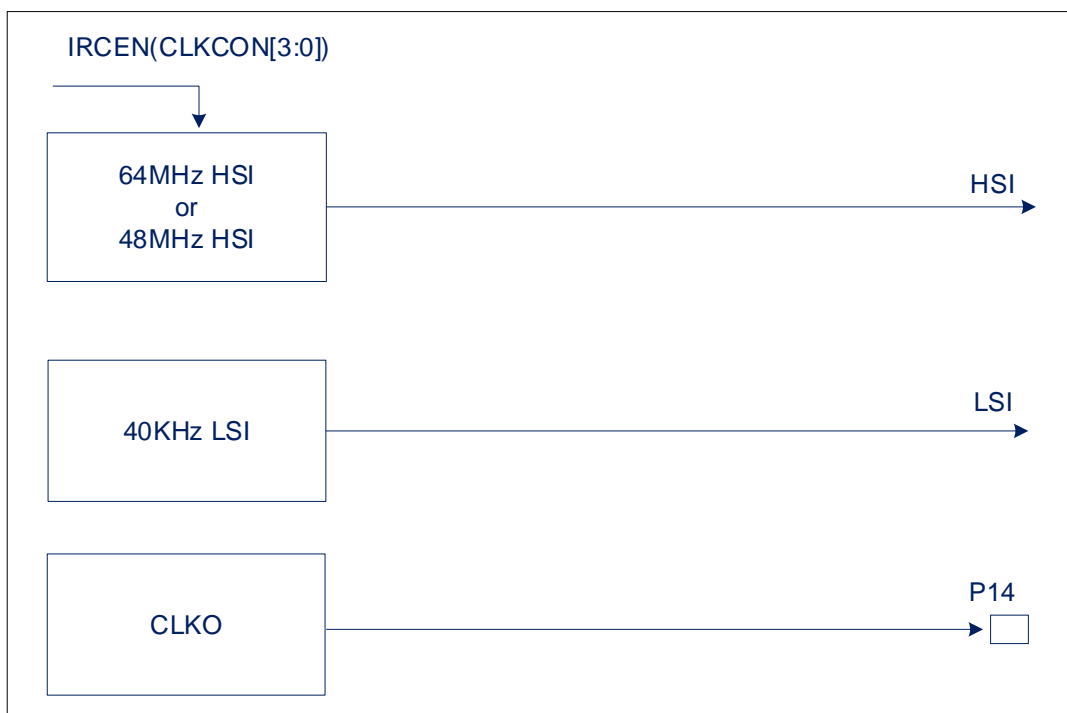 IRCEN(CLKCON[3:0])
64MHz HSI
or
48MHz HSI
HSI
40KHz LSI
LSI
CLKO
P14